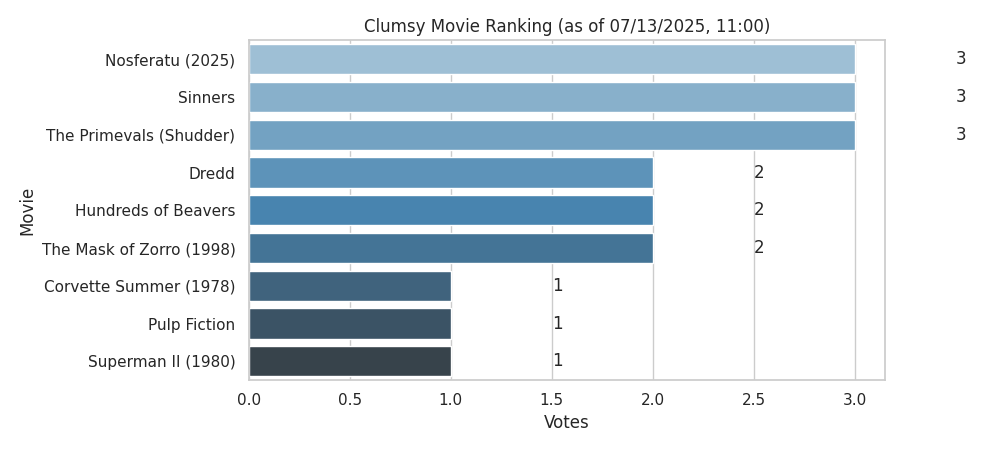 Clumsy Movie Ranking (as of 07/13/2025, 11:00)
Nosferatu (2025) 3
Sinners 3
The Primevals (Shudder) 3
Dredd 2
Hundreds of Beavers 2
The Mask of Zorro (1998) 2
Corvette Summer (1978) 1
Pulp Fiction 1
Superman II (1980) 1
Movie
0.0 0.5 1.0 1.5 2.0 2.5 3.0
Votes